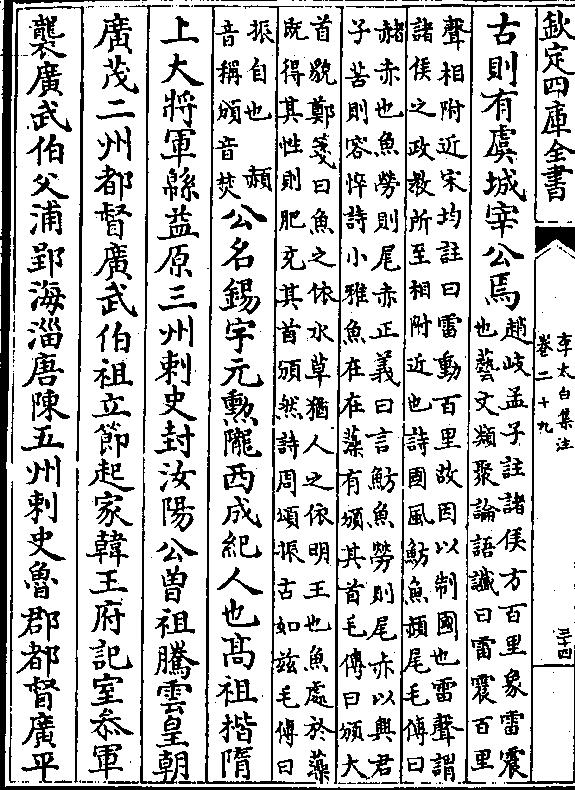 欽定四庫全書
李太白集注
卷二十九
三十四
古則有虞城宰公焉
趙岐孟子註諸侯方百里象雷震
也藝文類聚論語讖曰雷震百里
聲相附近宋均註曰雷動百里故因以制國也雷聲謂
諸侯之政教所至相附近也詩國風魴魚頳尾毛傳曰
頳赤也魚勞則尾赤正義曰言魴魚勞則尾赤以興君
子苦則容悴詩小雅魚在在藻有頒其首毛傳曰頒大
首貌鄭箋曰魚之依水草猶人之依明王也魚處於藻
既得其性則肥充其首頒然詩周頌振古如兹毛傳曰
振自也 頳
音稱頒音焚
公名錫字元勲隴西成紀人也髙祖揩隋
上大將軍緜益原三州刺史封汝陽公曽祖騰雲皇朝
廣茂二州都督廣武伯祖立節起家韓王府記室叅軍
襲廣武伯父浦郢海淄唐陳五州刺史魯郡都督廣平